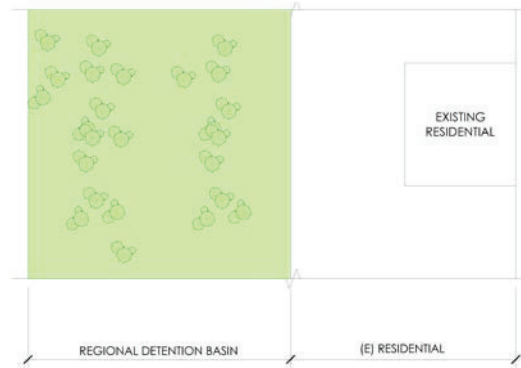 EXISTING
RESIDENTIAL
REGIONAL DETENTION BASIN
(E) RESIDENTIAL